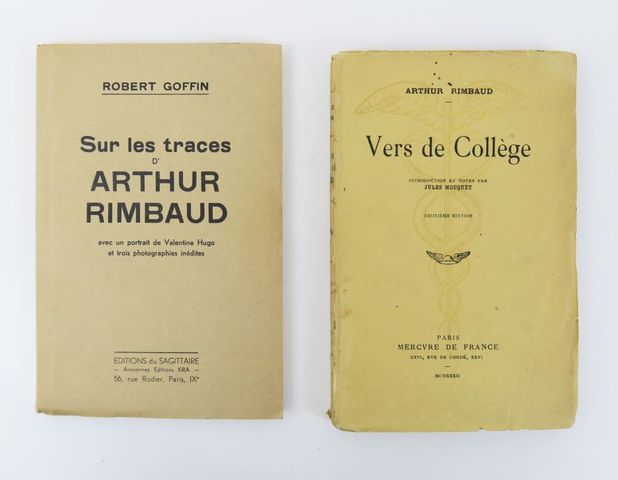 ROBERT GOFFIN
Sur les traces
D'
ARTHUR
RIMBAUD
avec un portrait de Valentine Hugo
et trois photographies inédites
EDITIONS du SAGITTAIRE
— Anciennes Editions KRA —
56, rue Rodier, Paris, IXe
ARTHUR RIMBAUD
—
Vers de Collège
INTRODUCTION ET NOTES PAR
JULES MOUQUET
DEUXIÈME ÉDITION
PARIS
MERCVRE DE FRANCE
XXVI, RVE DE CONDÉ, XXVI
—
MCMXXXII